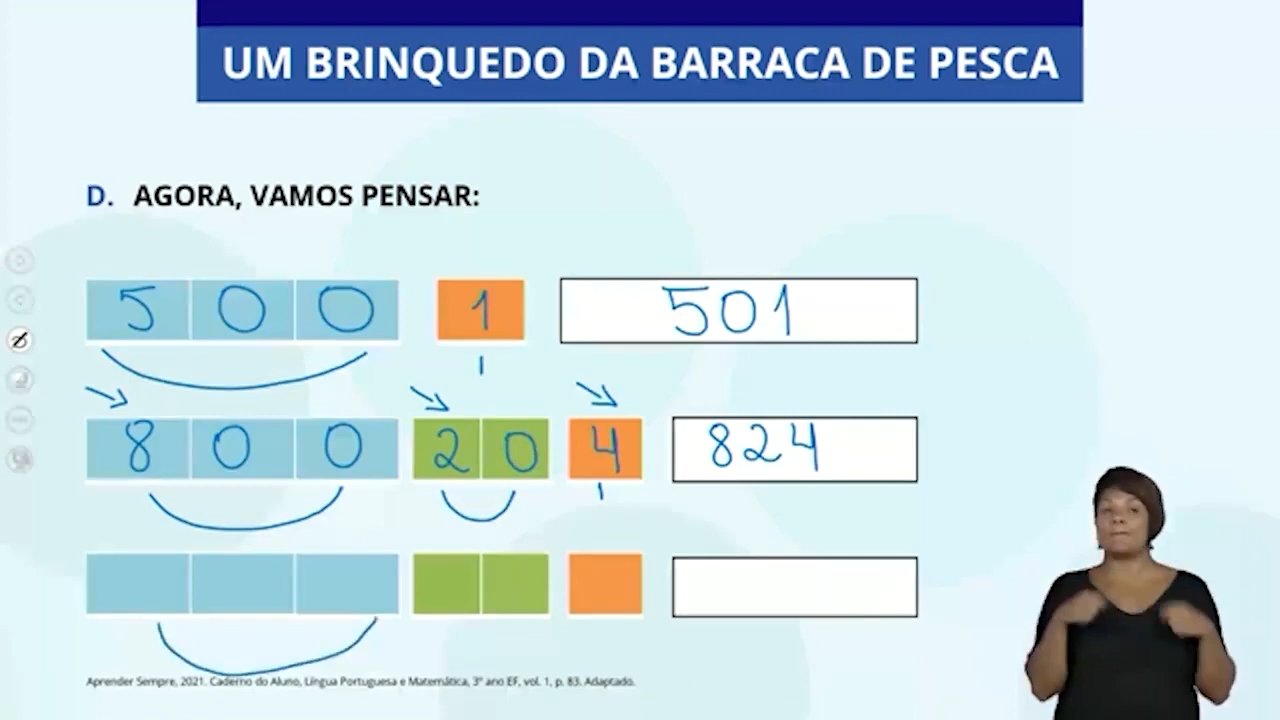 UM BRINQUEDO DA BARRACA DE PESCA
D. AGORA, VAMOS PENSAR:
5 0 0 1 501
8 0 0 2 0 4 824
Aprender Sempre, 2021. Caderno do Aluno, Língua Portuguesa e Matemática, 3º ano EF, vol. 1, p. 83. Adaptado.